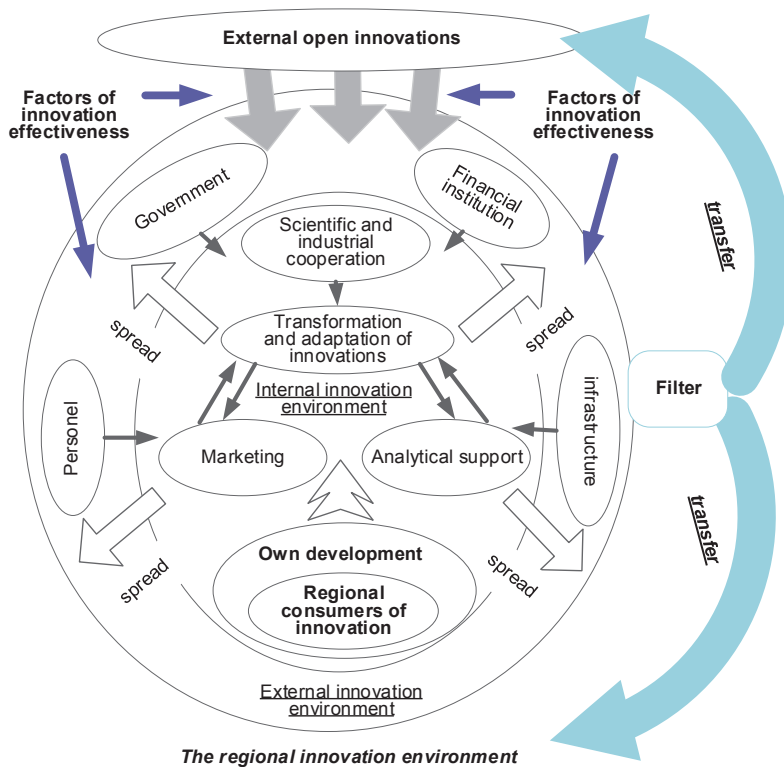 External open innovations
Factors of
innovation
effectiveness
Factors of
innovation
effectiveness
Government
Financial
institution
Scientific and
industrial
cooperation
transfer
Transformation
and adaptation of
innovations
spread
spread
Internal innovation
environment
Filter
Personel
infrastructure
Marketing
Analytical support
transfer
Own development
spread
spread
Regional
consumers of
innovation
External innovation
environment
The regional innovation environment